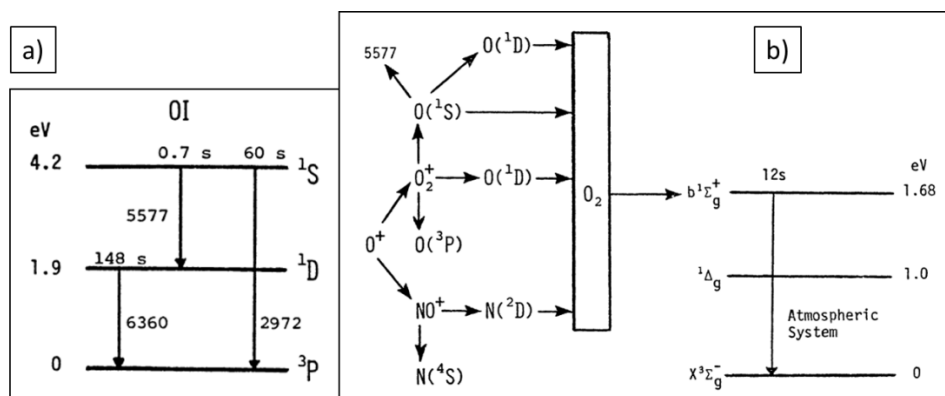 a)
OI
eV
0.7 s 60 s
4.2 ¹S
5577
148 s
1.9 ¹D
6360 2972
0 ³P
b)
5577 O(¹D)
O(¹S)
O₂⁺ O(¹D)
O₂
O⁺ O(³P)
NO⁺ N(²D)
N(⁴S)
12s eV
b¹Σg⁺ 1.68
¹Δg 1.0
Atmospheric
System
X³Σg⁻ 0